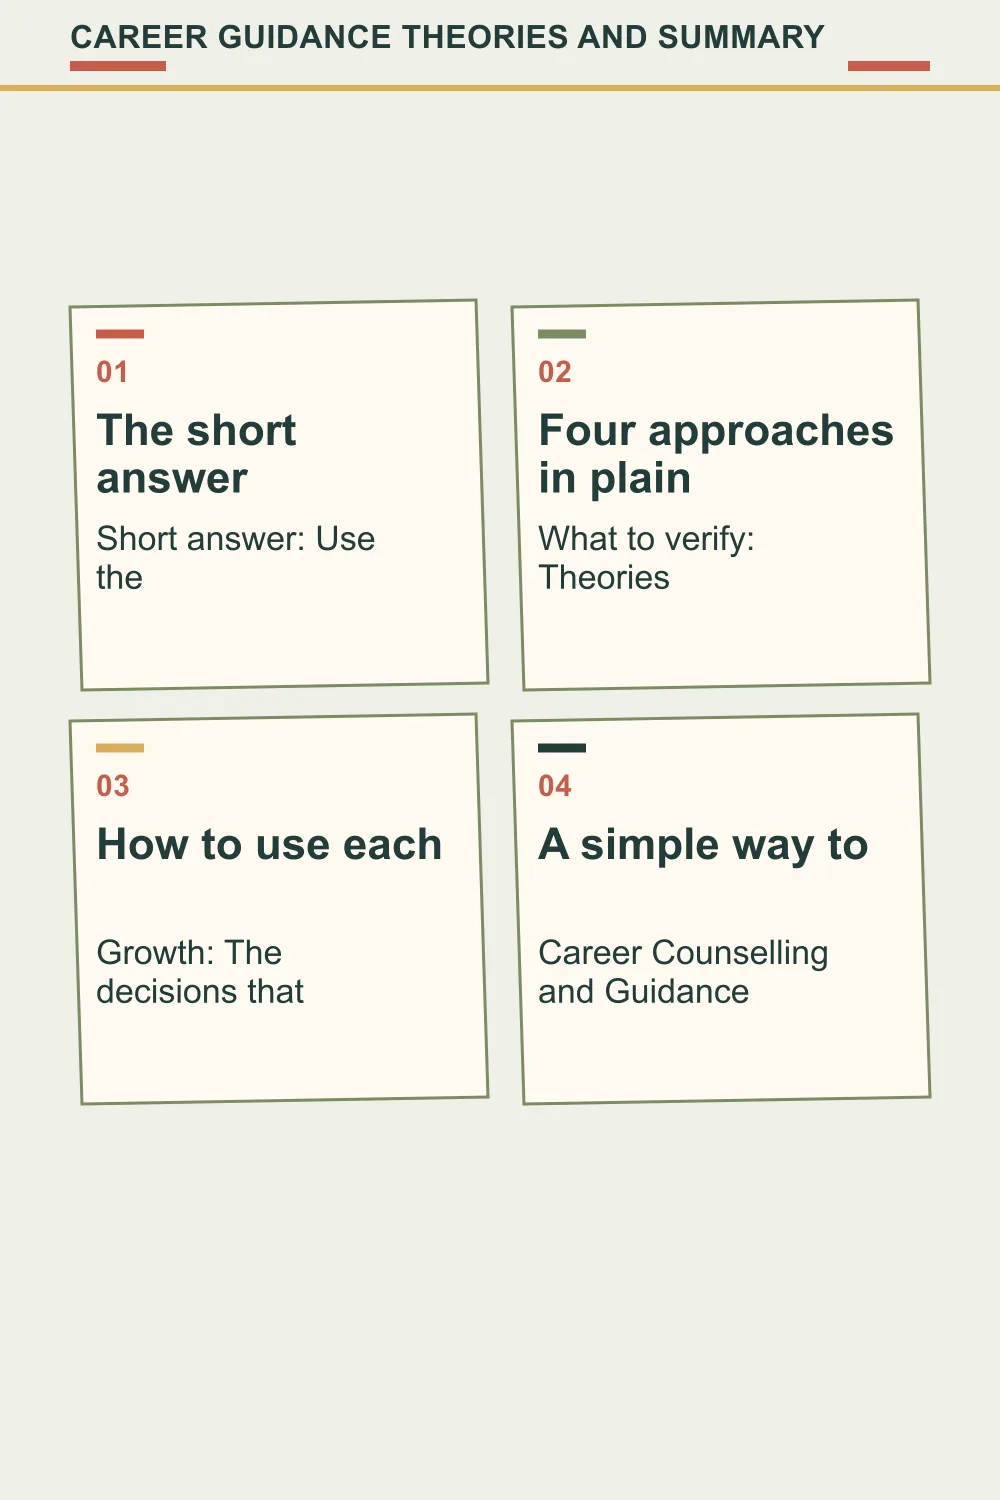 CAREER GUIDANCE THEORIES AND SUMMARY
01
The short
answer
Short answer: Use
the
02
Four approaches
in plain
What to verify:
Theories
03
How to use each
Growth: The
decisions that
04
A simple way to
Career Counselling
and Guidance